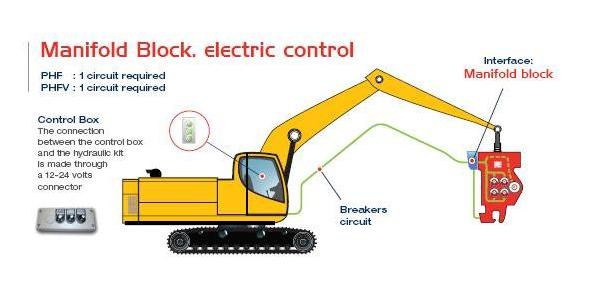 Manifold Block. electric control
PHF : 1 circuit required
PHFV : 1 circuit required
Interface:
Manifold block
Control Box
The connection
between the control box
and the hydraulic kit
is made through
a 12-24 volts
connector
Breakers
circuit